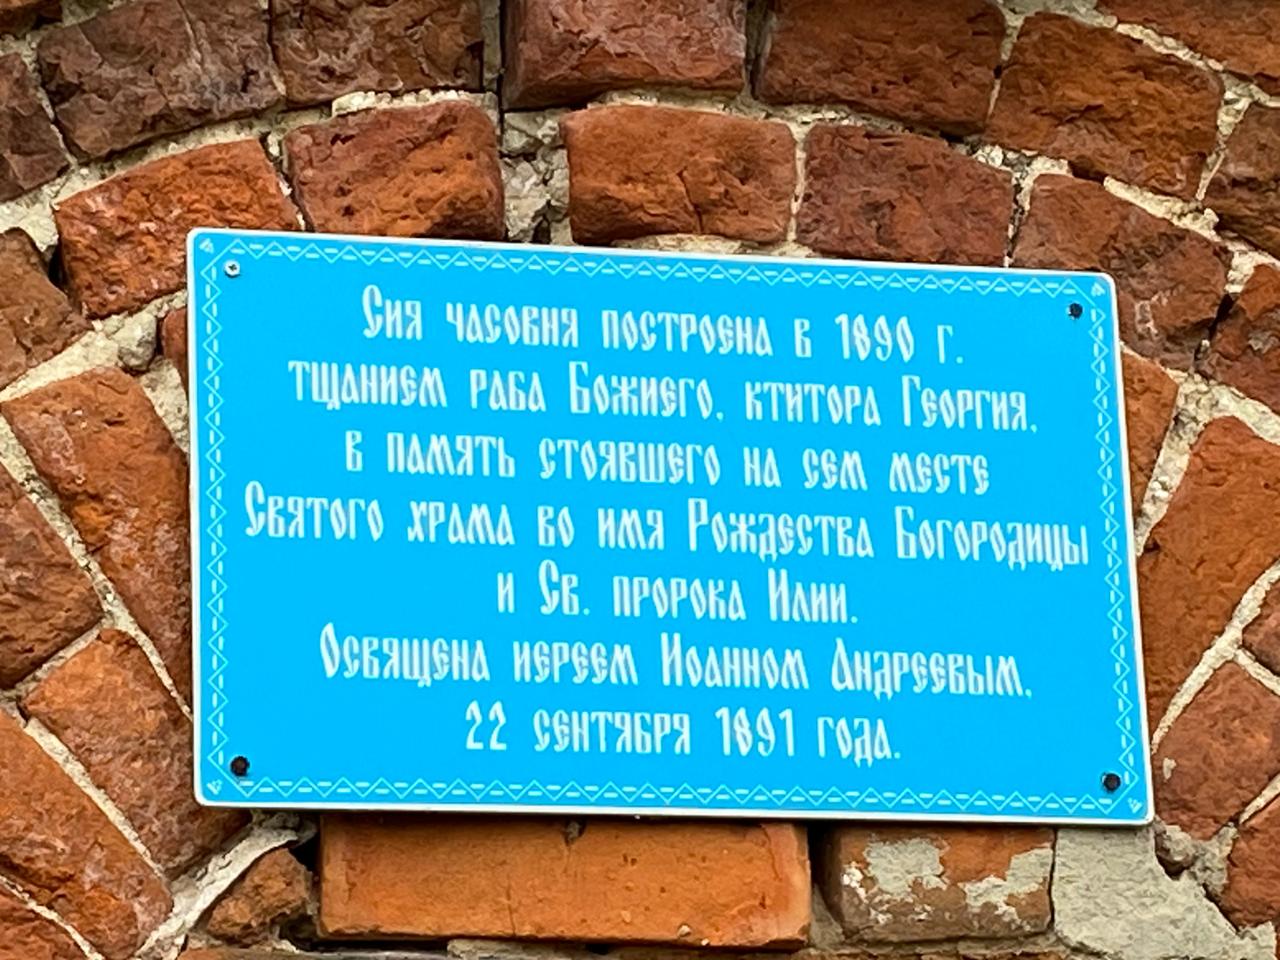 Сия часовня построена в 1890 г.
тщанием раба Божиего, ктитора Георгия,
в память стоявшего на сем месте
Святого храма во имя Рождества Богородицы
и Св. пророка Илии.
Освящена иереем Иоанном Андреевым,
22 сентября 1891 года.